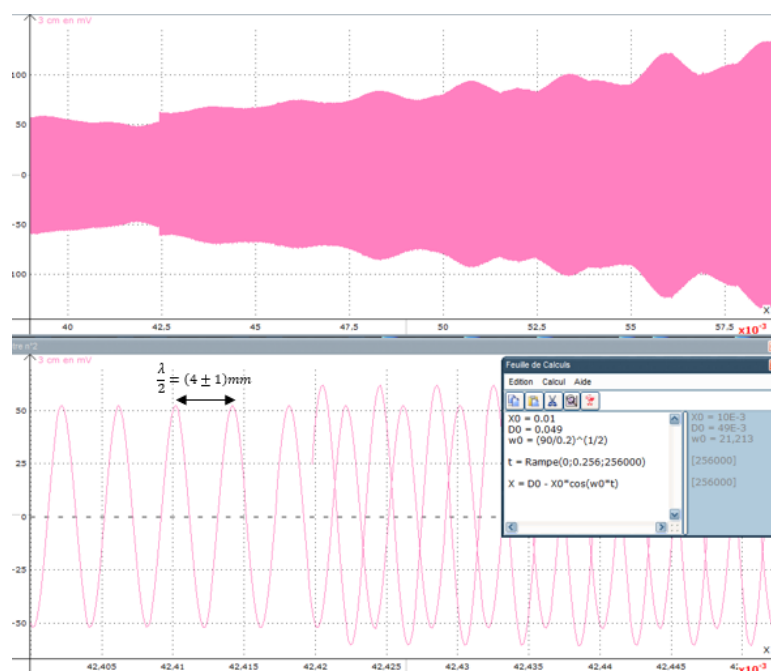 3 cm en mV
100
50
0
-50
100
40
42.5
45
47.5
50
52.5
55
57.5
x10⁻³
X
tre n°2
3 cm en mV
50
25
0
-25
-50
λ/2 = (4 ± 1)mm
Feuille de Calculs
Edition Calcul Aide
X0 = 0.01
D0 = 0.049
w0 = (90/0.2)^(1/2)
t = Rampe(0;0.256;256000)
X = D0 - X0*cos(w0*t)
X0 = 10E-3
D0 = 49E-3
w0 = 21,213
[256000]
[256000]
X
42.405
42.41
42.415
42.42
42.425
42.43
42.435
42.44
42.445
x10⁻³